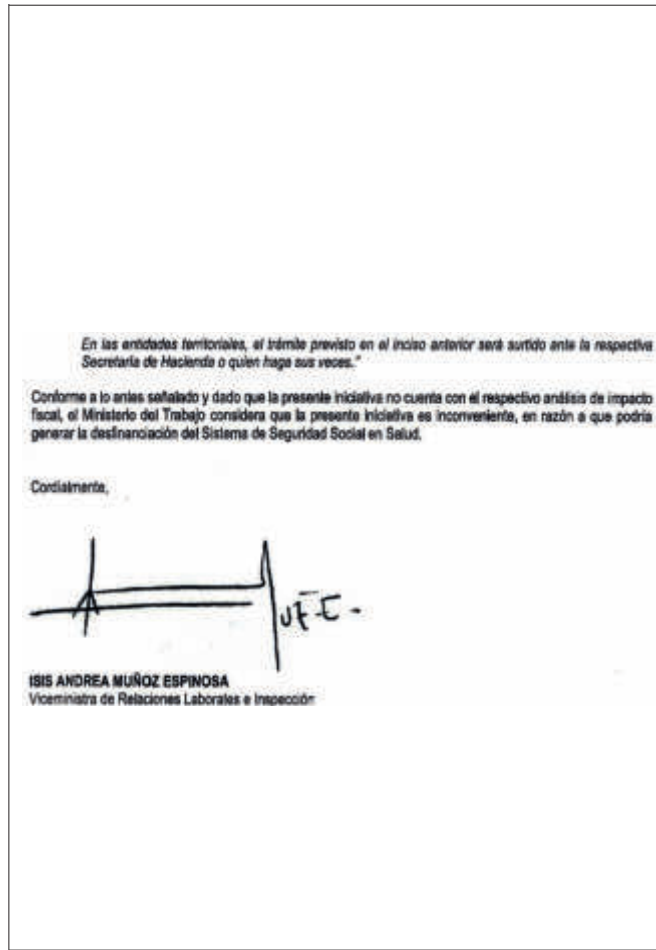 En las entidades territoriales, el trámite previsto en el inciso anterior será surtido ante la respectiva
Secretaría de Hacienda o quien haga sus veces."
Conforme a lo antes señalado y dado que la presente iniciativa no cuenta con el respectivo análisis de impacto
fiscal, el Ministerio del Trabajo considera que la presente iniciativa es inconveniente, en razón a que podría
generar la desfinanciación del Sistema de Seguridad Social en Salud.
Cordialmente,
ISIS ANDREA MUÑOZ ESPINOSA
Viceministra de Relaciones Laborales e Inspección